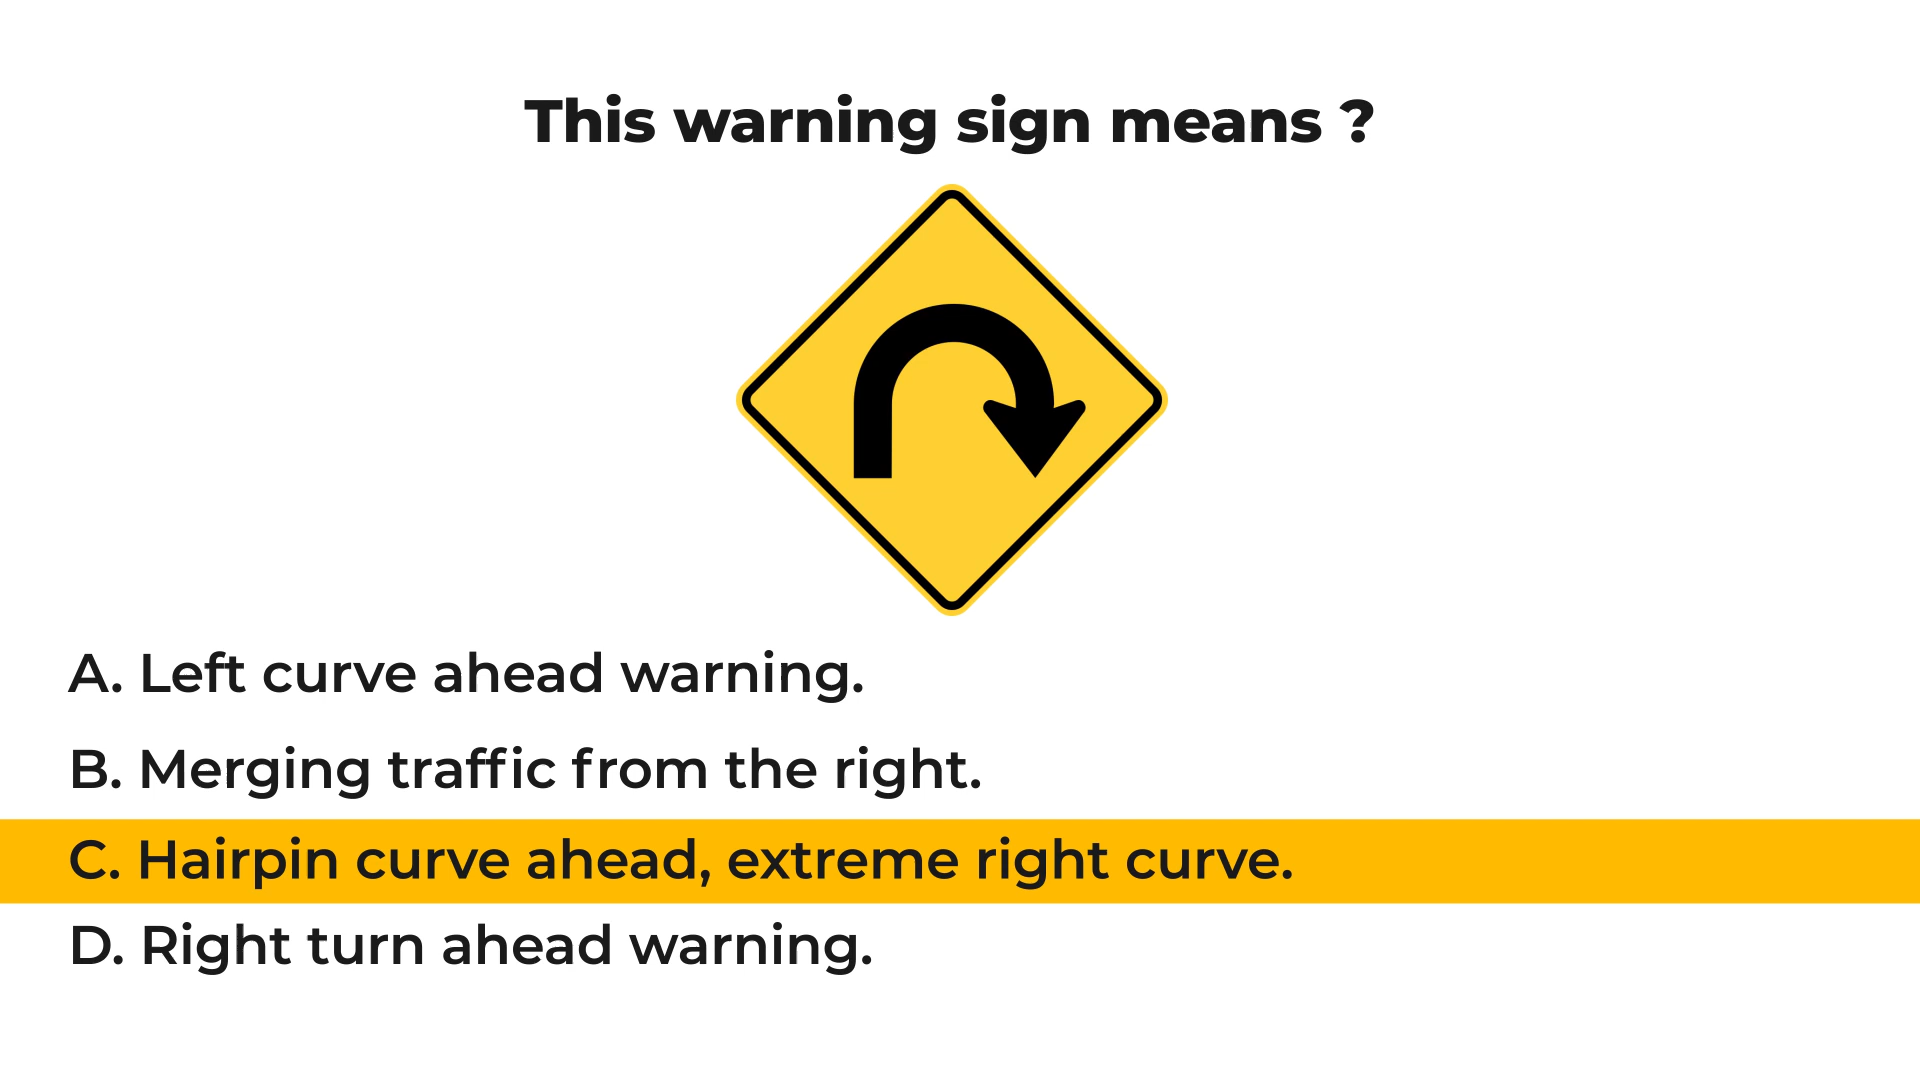 This warning sign means ?
A. Left curve ahead warning.
B. Merging traffic from the right.
C. Hairpin curve ahead, extreme right curve.
D. Right turn ahead warning.